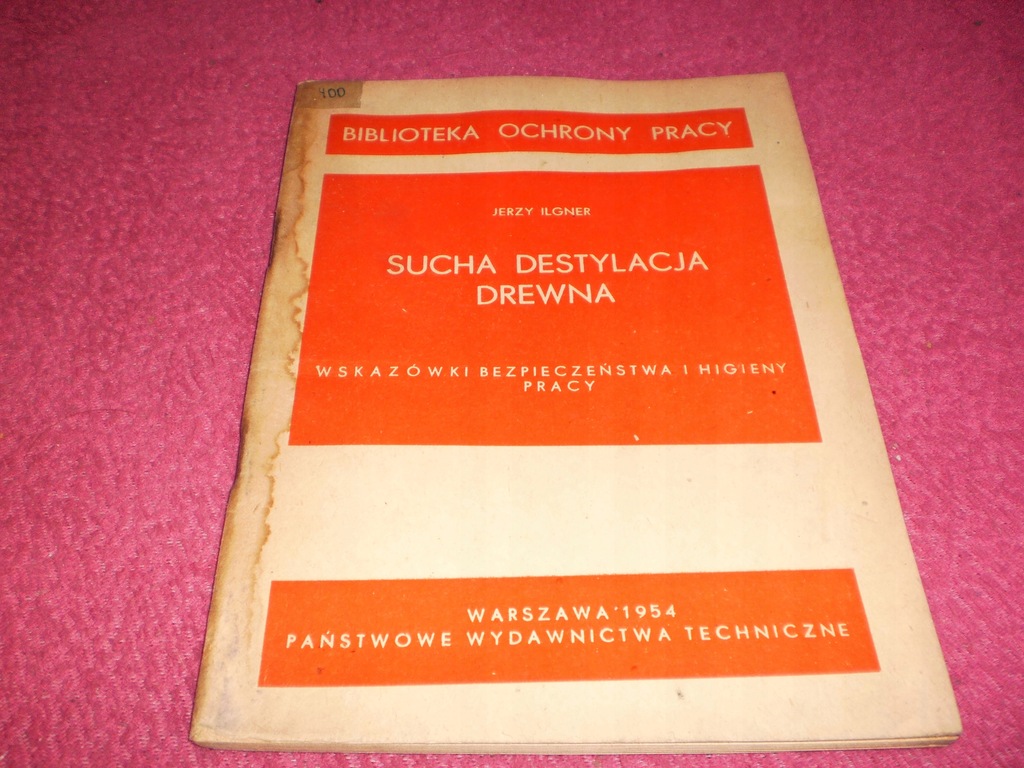 100
BIBLIOTEKA OCHRONY PRACY
JERZY ILGNER
SUCHA DESTYLACJA
DREWNA
WSKAZÓWKI BEZPIECZEŃSTWA I HIGIENY
PRACY
WARSZAWA 1954
PAŃSTWOWE WYDAWNICTWA TECHNICZNE